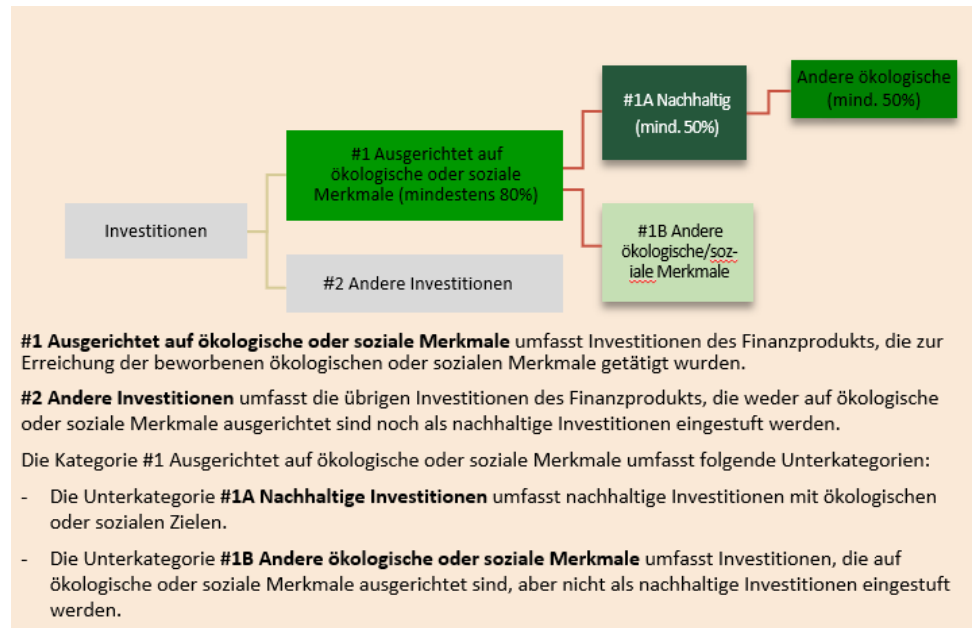 Andere ökologische
(mind. 50%)
#1A Nachhaltig
(mind. 50%)
#1 Ausgerichtet auf
ökologische oder soziale
Merkmale (mindestens 80%)
Investitionen
#1B Andere
ökologische/soz-
iale Merkmale
#2 Andere Investitionen
#1 Ausgerichtet auf ökologische oder soziale Merkmale umfasst Investitionen des Finanzprodukts, die zur
Erreichung der beworbenen ökologischen oder sozialen Merkmale getätigt wurden.
#2 Andere Investitionen umfasst die übrigen Investitionen des Finanzprodukts, die weder auf ökologische
oder soziale Merkmale ausgerichtet sind noch als nachhaltige Investitionen eingestuft werden.
Die Kategorie #1 Ausgerichtet auf ökologische oder soziale Merkmale umfasst folgende Unterkategorien:
- Die Unterkategorie #1A Nachhaltige Investitionen umfasst nachhaltige Investitionen mit ökologischen
oder sozialen Zielen.
- Die Unterkategorie #1B Andere ökologische oder soziale Merkmale umfasst Investitionen, die auf
ökologische oder soziale Merkmale ausgerichtet sind, aber nicht als nachhaltige Investitionen eingestuft
werden.